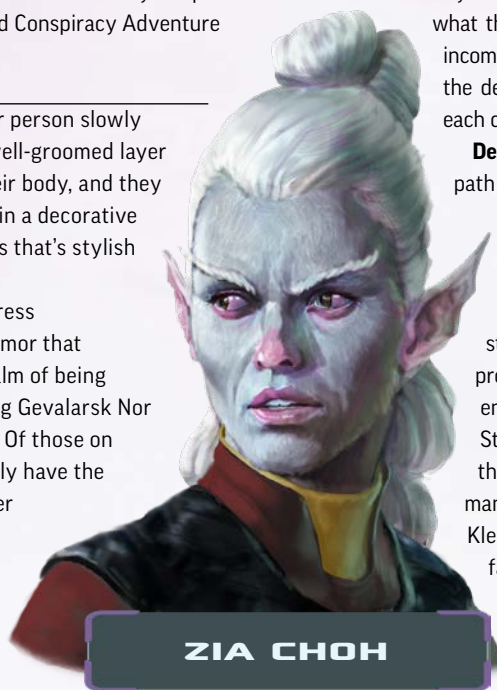 d Conspiracy Adventure
r person slowly
ell-groomed layer
eir body, and they
in a decorative
s that's stylish
ress
mor that
lm of being
g Gevalarsk Nor
Of those on
ly have the
er
what th
incom
the de
each o
De
path
st
pro
en
St
th
man
Kle
fa
ZIA CHOH